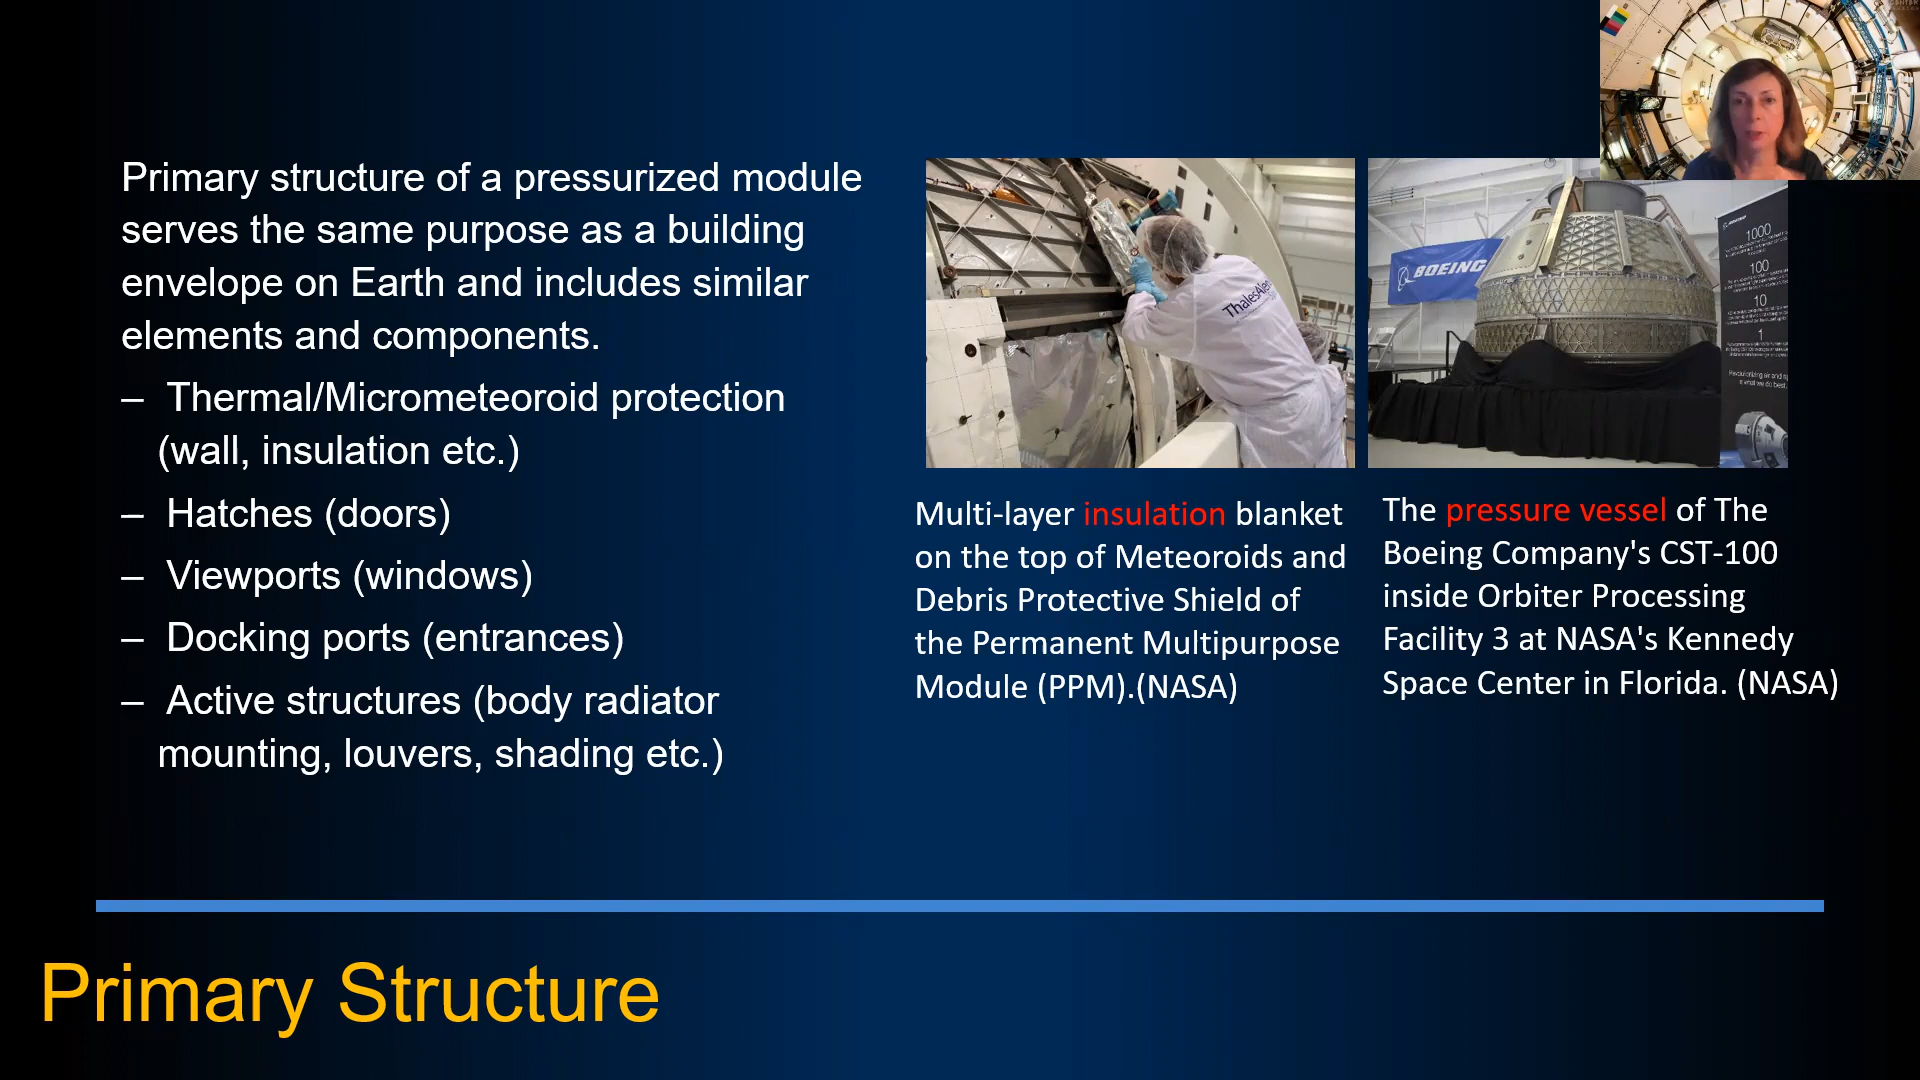 Primary structure of a pressurized module
serves the same purpose as a building
envelope on Earth and includes similar
elements and components.
– Thermal/Micrometeoroid protection
(wall, insulation etc.)
– Hatches (doors)
– Viewports (windows)
– Docking ports (entrances)
– Active structures (body radiator
mounting, louvers, shading etc.)
BOEING
BOEING
1000
100
10
1
Multi-layer insulation blanket
on the top of Meteoroids and
Debris Protective Shield of
the Permanent Multipurpose
Module (PPM).(NASA)
The pressure vessel of The
Boeing Company's CST-100
inside Orbiter Processing
Facility 3 at NASA's Kennedy
Space Center in Florida. (NASA)
Primary Structure